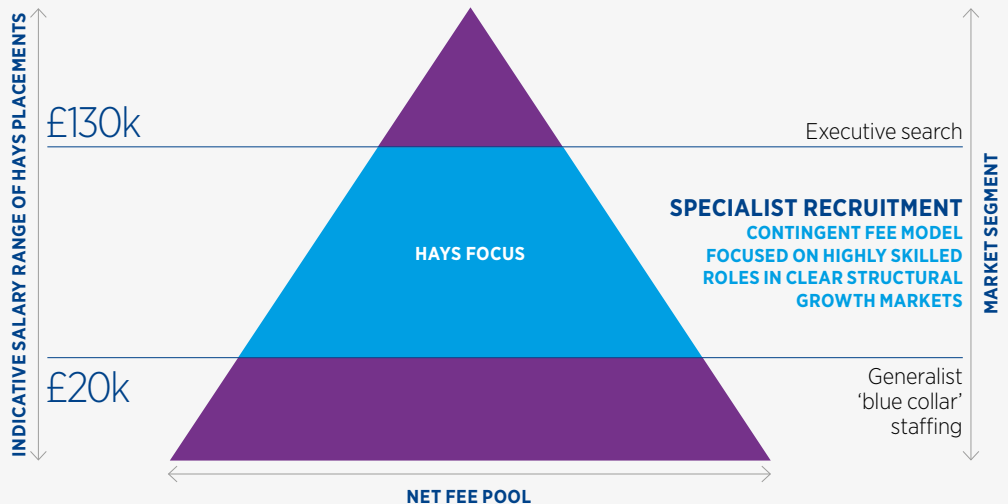 INDICATIVE SALARY RANGE OF HAYS PLACEMENTS
£130k
£20k
HAYS FOCUS
Executive search
SPECIALIST RECRUITMENT
CONTINGENT FEE MODEL
FOCUSED ON HIGHLY SKILLED
ROLES IN CLEAR STRUCTURAL
GROWTH MARKETS
Generalist
‘blue collar’
staffing
MARKET SEGMENT
NET FEE POOL